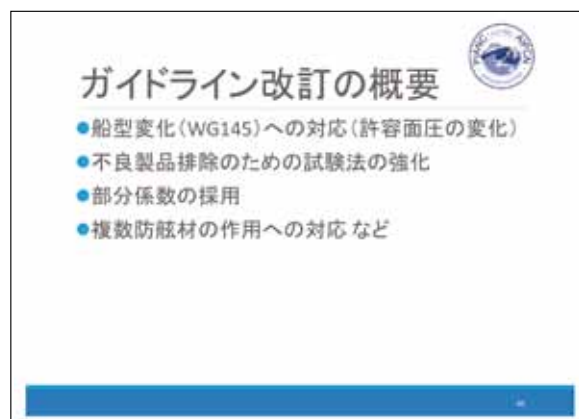 ガイドライン改訂の概要
●船型変化(WG145)への対応(許容面圧の変化)
●不良製品排除のための試験法の強化
●部分係数の採用
●複数防舷材の作用への対応 など
PIANC AIPCN